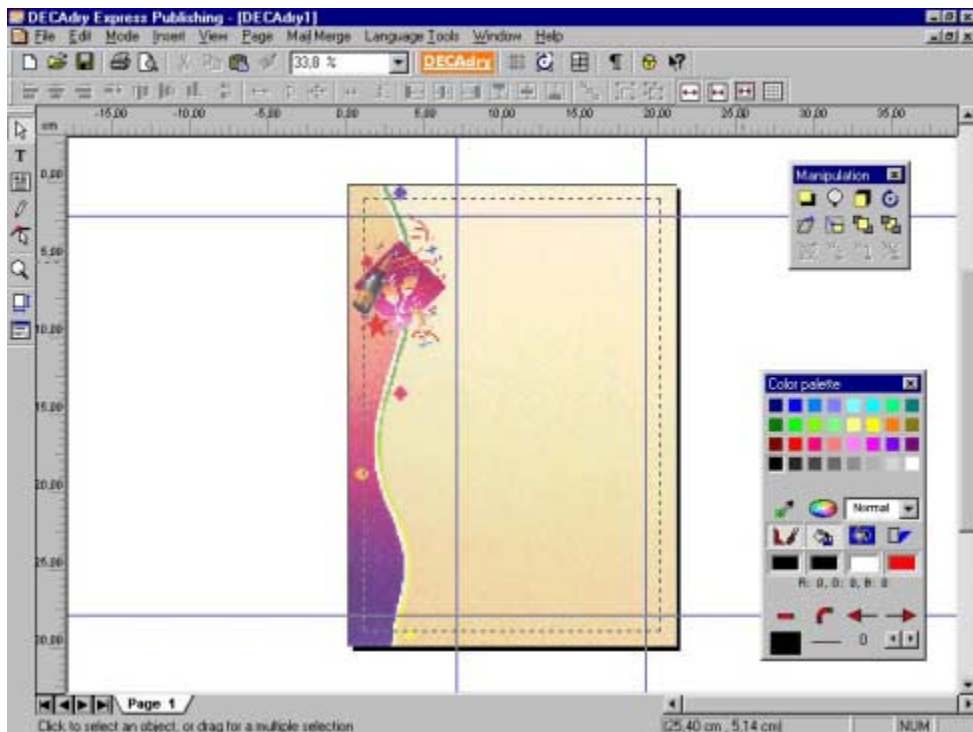 DECAdry Express Publishing - [DECAdry1]
File Edit Mode Insert View Page Mail Merge Language Tools Window Help
33,8 % DECAdry
cm -15,00 -10,00 -5,00 0,00 5,00 10,00 15,00 20,00 25,00 30,00 35,00
0,00
5,00
10,00
15,00
20,00
25,00
30,00
Manipulation
Color palette
Normal
R: 0, G: 0, B: 0
0
Page 1
Click to select an object, or drag for a multiple selection (25,40 cm , 5,14 cm) NUM